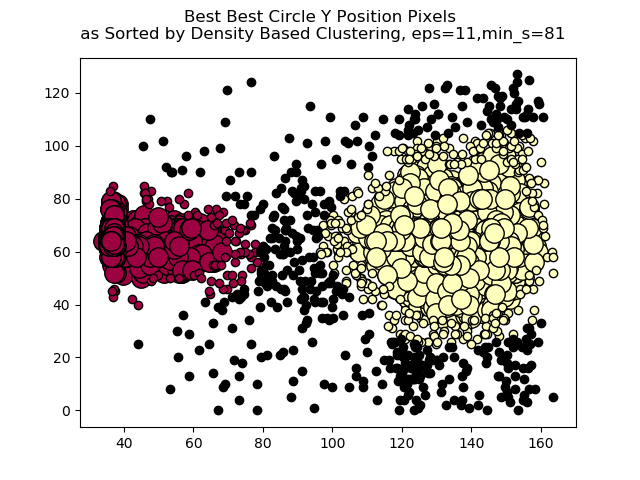 Best Best Circle Y Position Pixels
as Sorted by Density Based Clustering, eps=11,min_s=81
120
100
80
60
40
20
0
40 60 80 100 120 140 160